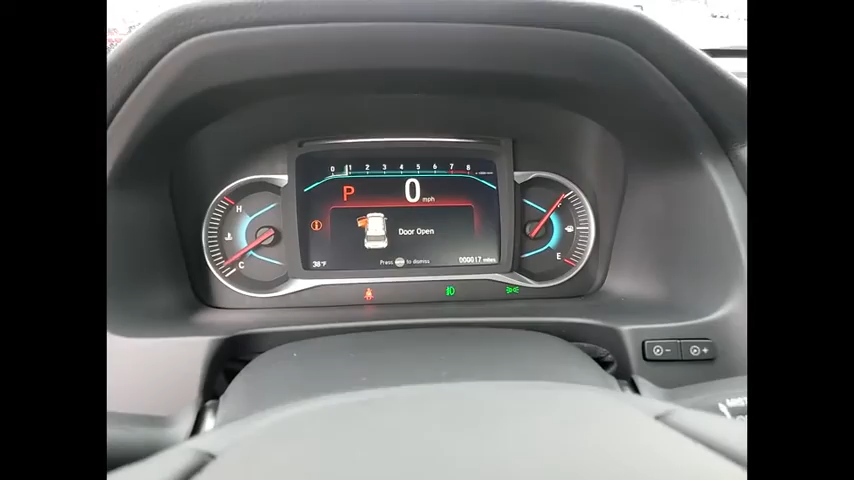 0 1 2 3 4 5 6 7 8
P 0 mph
H
Door Open
C
E
38°F
Press to dismiss
000017 miles
- +